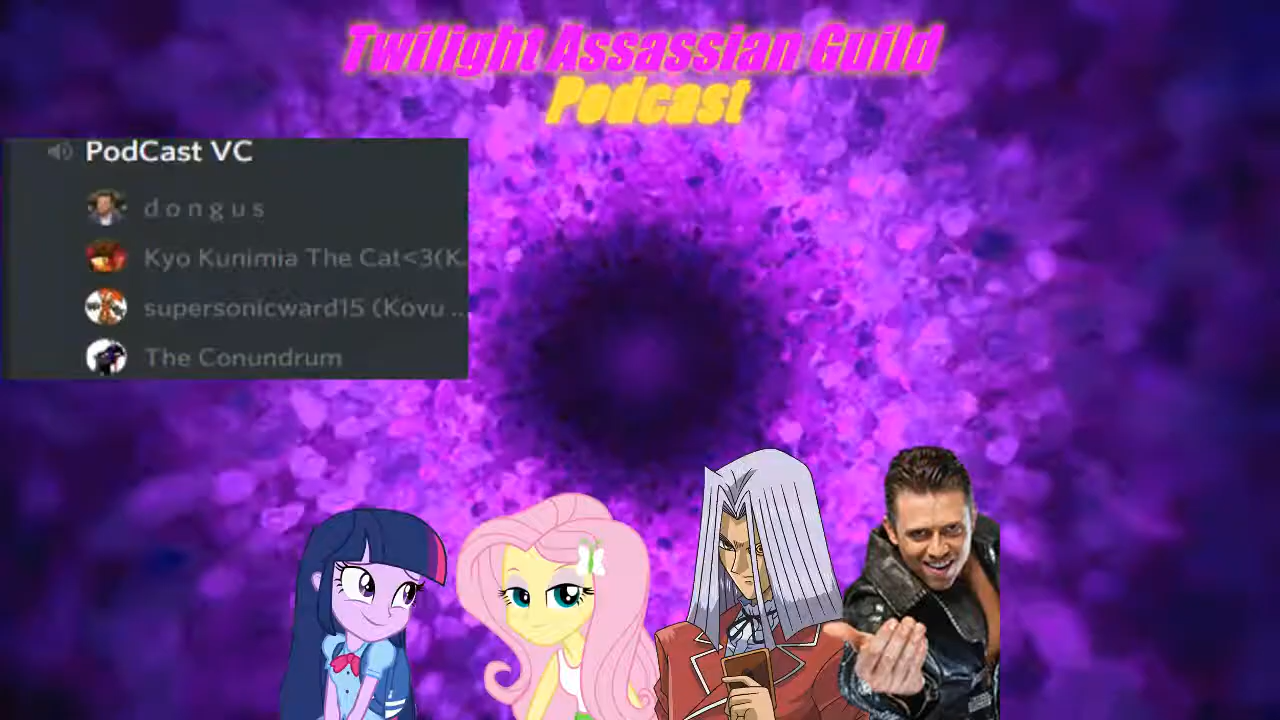 Twilight Assassian Guild
Podcast
PodCast VC
d o n g u s
Kyo Kunimia The Cat<3(K...
supersonicward15 (Kovu ...
The Conundrum